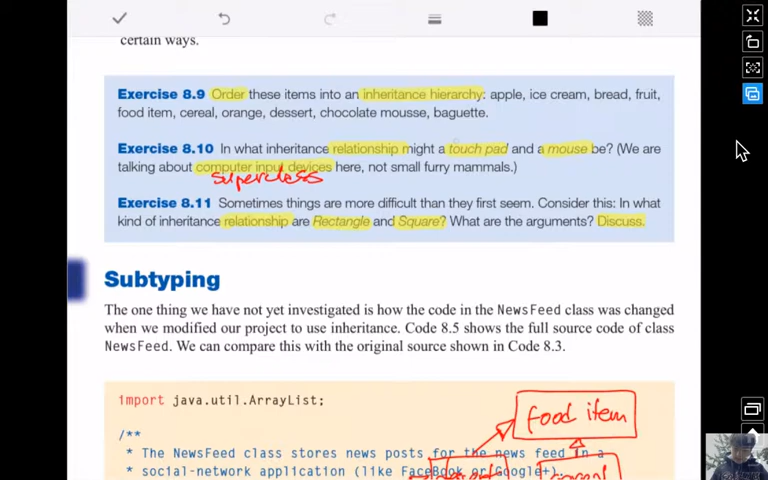 certain ways.
Exercise 8.9 Order these items into an inheritance hierarchy: apple, ice cream, bread, fruit,
food item, cereal, orange, dessert, chocolate mousse, baguette.
Exercise 8.10 In what inheritance relationship might a touch pad and a mouse be? (We are
talking about computer input devices here, not small furry mammals.)
superclass
Exercise 8.11 Sometimes things are more difficult than they first seem. Consider this: In what
kind of inheritance relationship are Rectangle and Square? What are the arguments? Discuss.
Subtyping
The one thing we have not yet investigated is how the code in the NewsFeed class was changed
when we modified our project to use inheritance. Code 8.5 shows the full source code of class
NewsFeed. We can compare this with the original source shown in Code 8.3.
import java.util.ArrayList;
food item
/**
* The NewsFeed class stores news posts for the news feed in a
* social-network application (like FaceBook or Google+).